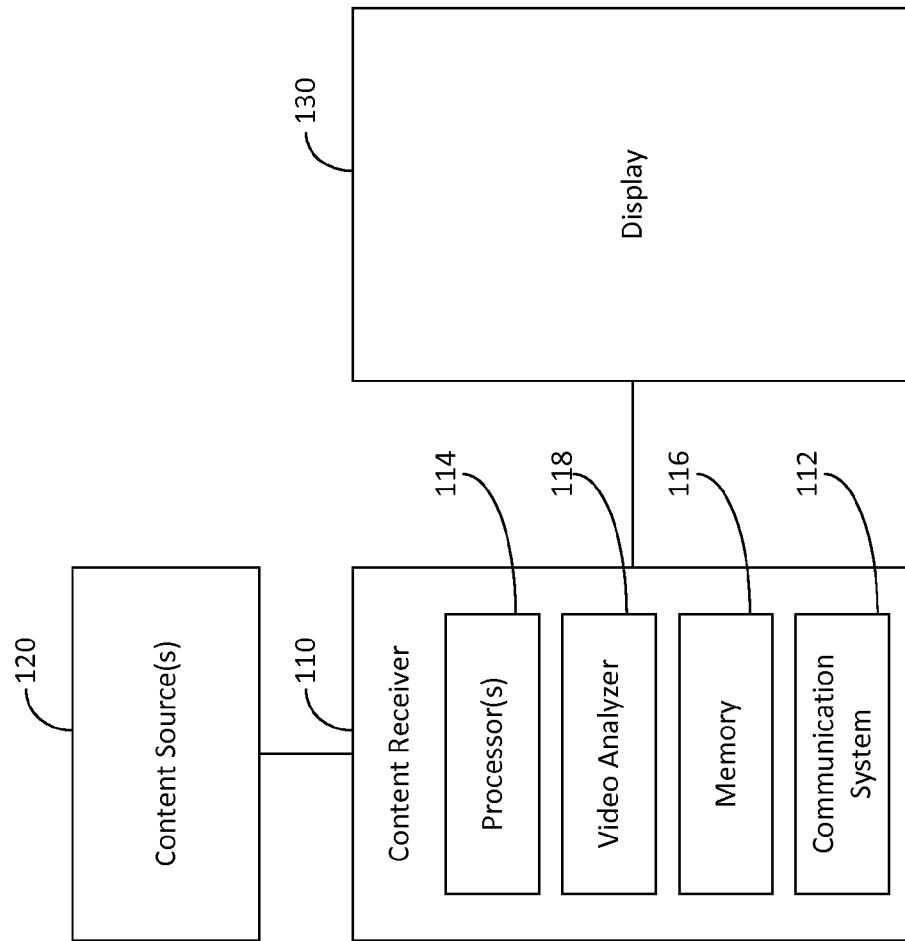 120
Content Source(s)
110
Content Receiver
114
Processor(s)
118
Video Analyzer
116
Memory
112
Communication
System
130
Display